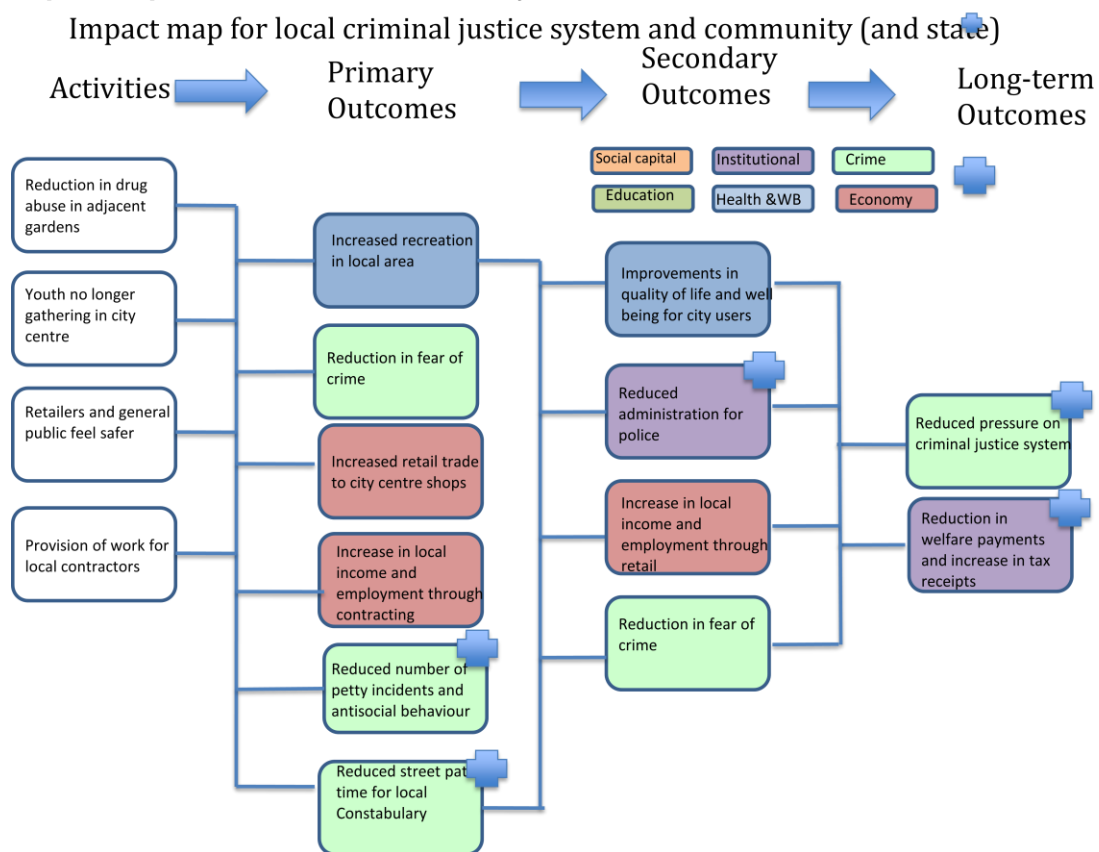 Impact map for local criminal justice system and community (and state)
Activities
Primary
Outcomes
Secondary
Outcomes
Long-term
Outcomes
Social capital
Institutional
Crime
Education
Health &WB
Economy
Reduction in drug
abuse in adjacent
gardens
Youth no longer
gathering in city
centre
Retailers and general
public feel safer
Provision of work for
local contractors
Increased recreation
in local area
Reduction in fear of
crime
Increased retail trade
to city centre shops
Increase in local
income and
employment through
contracting
Reduced number of
petty incidents and
antisocial behaviour
Reduced street
time for local
Constabulary
Improvements in
quality of life and well
being for city users
Reduced
administration for
police
Increase in local
income and
employment through
retail
Reduction in fear of
crime
Reduced pressure on
criminal justice system
Reduction in
welfare payments
and increase in tax
receipts